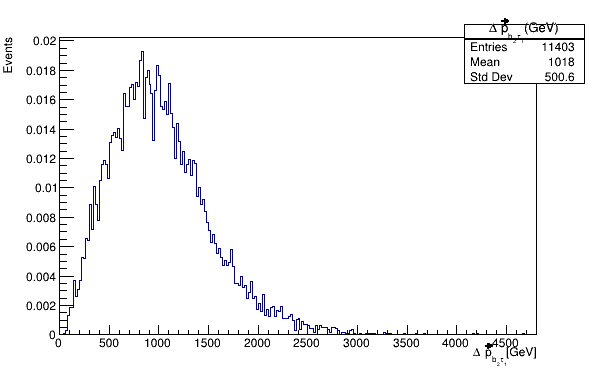 Δ p⃗_b₂τ₁ (GeV)
Entries 11403
Mean 1018
Std Dev 500.6
Events
0.02
0.018
0.016
0.014
0.012
0.01
0.008
0.006
0.004
0.002
0
0 500 1000 1500 2000 2500 3000 3500 4000 4500
Δ p⃗_b₂τ₁ [GeV]